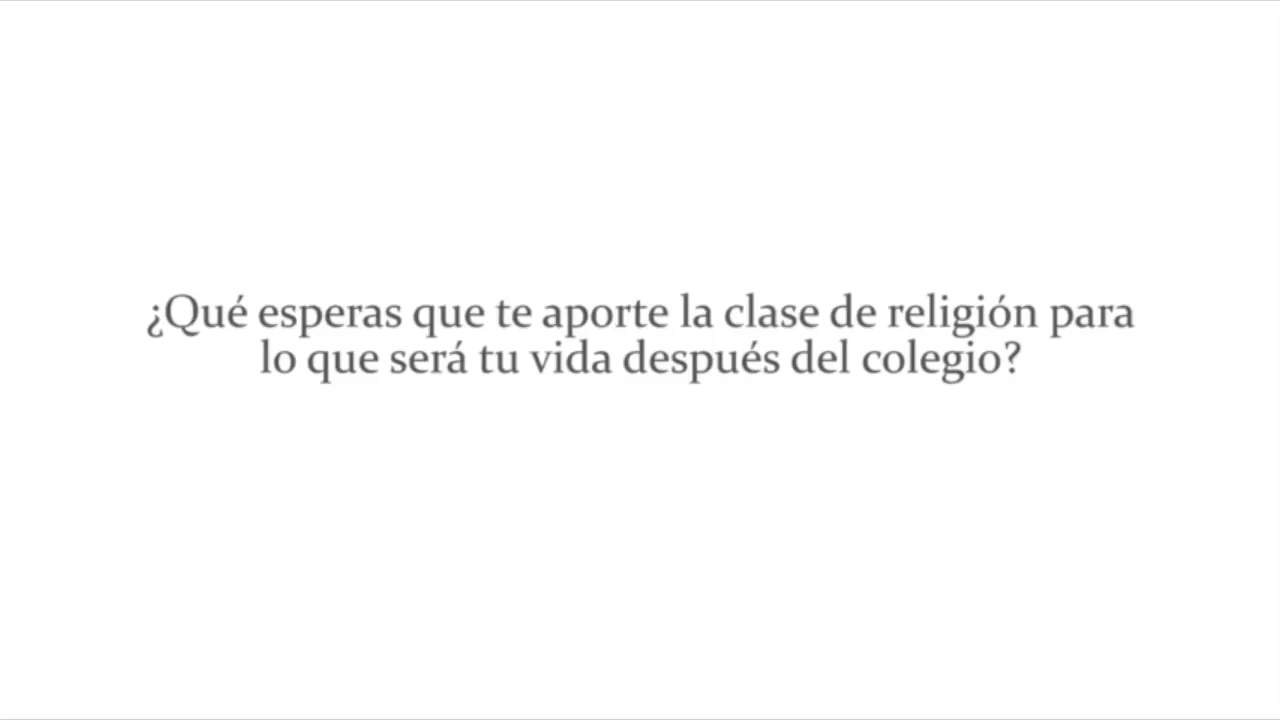 ¿Qué esperas que te aporte la clase de religión para
lo que será tu vida después del colegio?